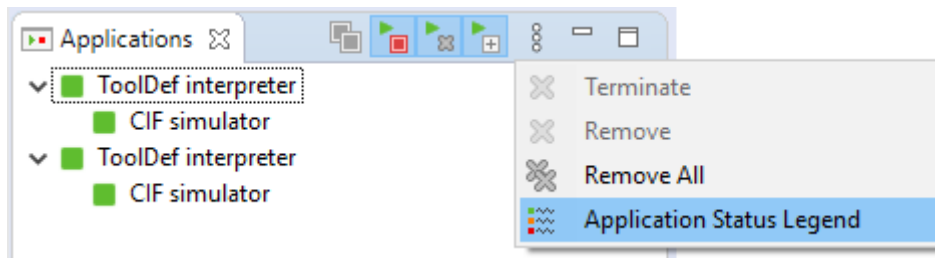 Applications
ToolDef interpreter
CIF simulator
ToolDef interpreter
CIF simulator
Terminate
Remove
Remove All
Application Status Legend